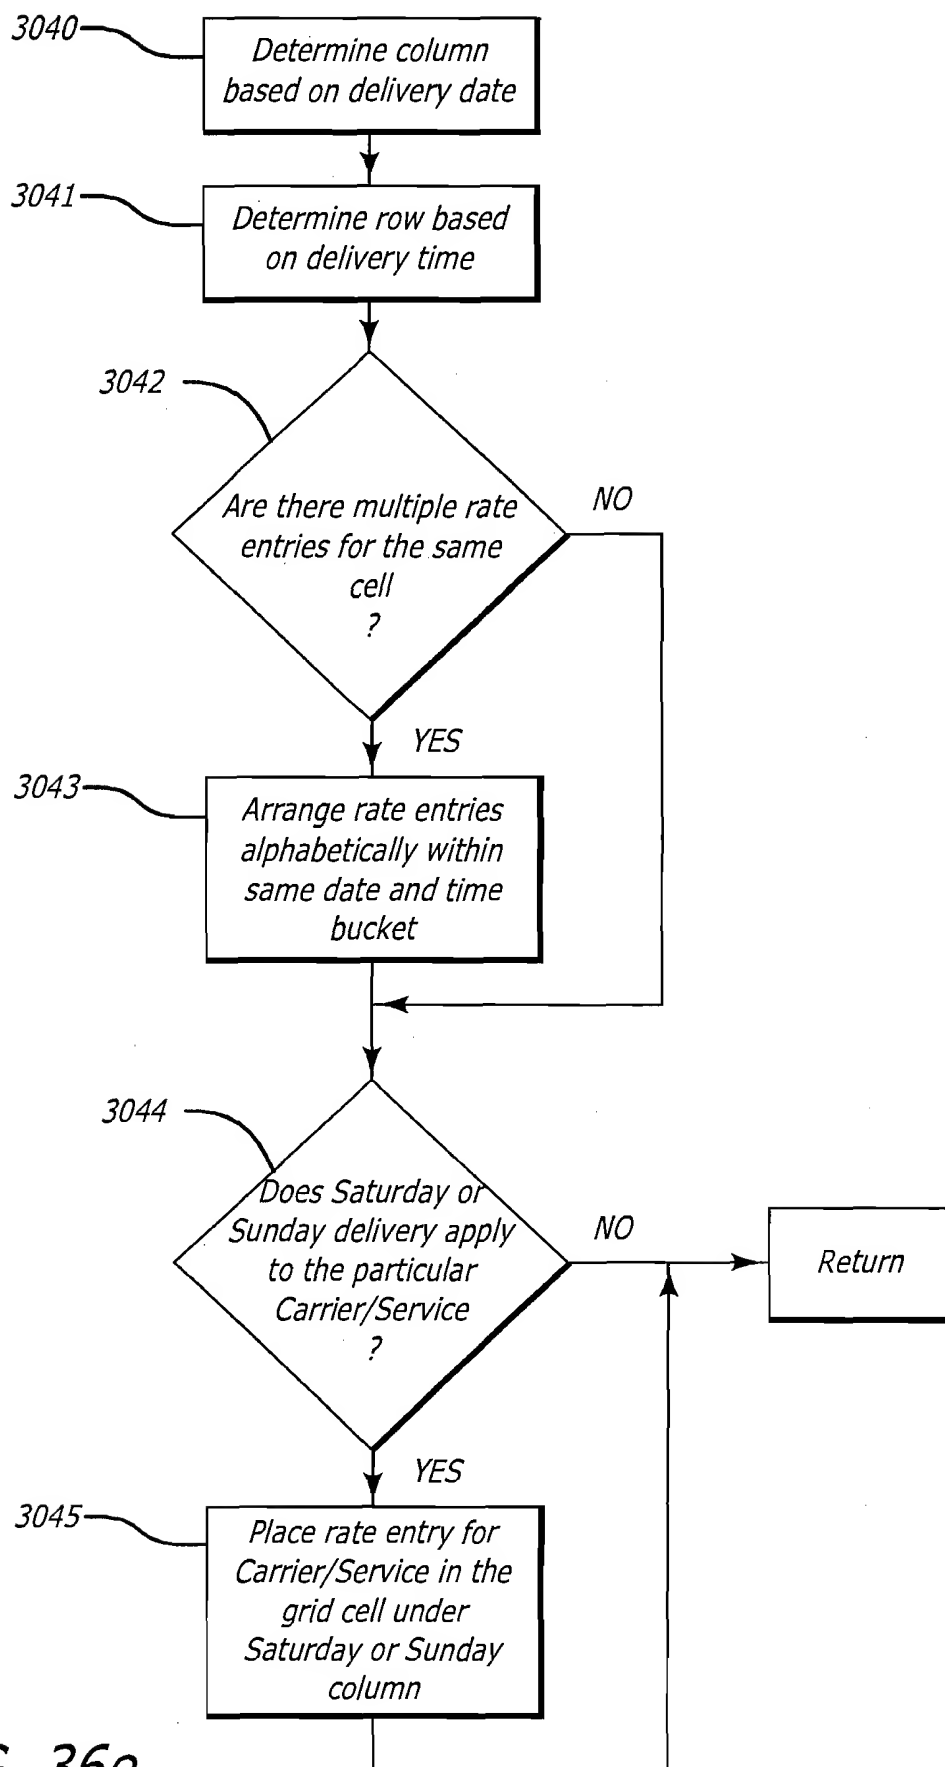 3040
Determine column
based on delivery date
3041
Determine row based
on delivery time
3042
Are there multiple rate
entries for the same
cell
?
NO
YES
3043
Arrange rate entries
alphabetically within
same date and time
bucket
3044
Does Saturday or
Sunday delivery apply
to the particular
Carrier/Service
?
NO
Return
YES
3045
Place rate entry for
Carrier/Service in the
grid cell under
Saturday or Sunday
column